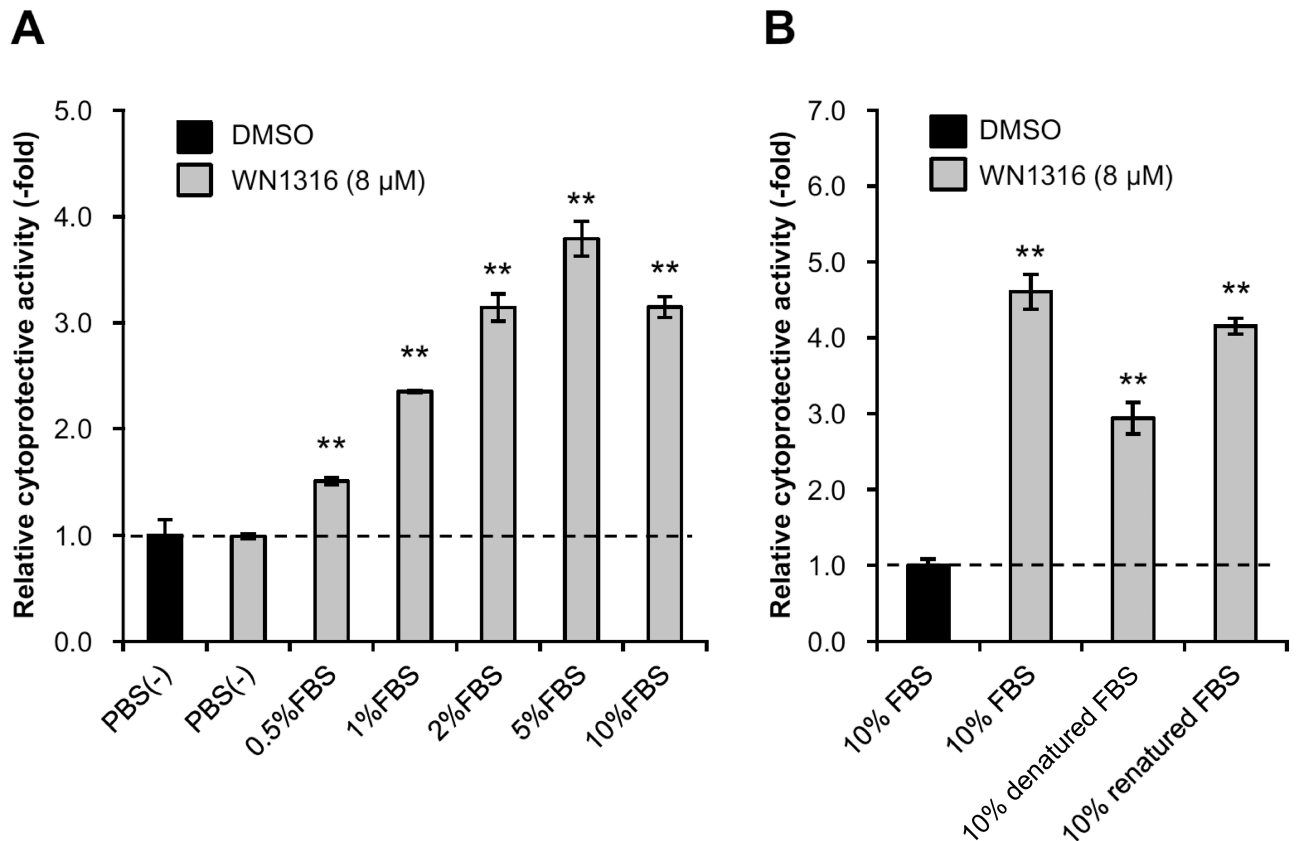 A
Relative cytoprotective activity (-fold)
5.0
4.0
3.0
2.0
1.0
0.0
DMSO
WN1316 (8 μM)
**
**
**
**
**
PBS(-)
PBS(-)
0.5%FBS
1%FBS
2%FBS
5%FBS
10%FBS
B
Relative cytoprotective activity (-fold)
7.0
6.0
5.0
4.0
3.0
2.0
1.0
0.0
DMSO
WN1316 (8 μM)
**
**
**
10% FBS
10% FBS
10% denatured FBS
10% renatured FBS